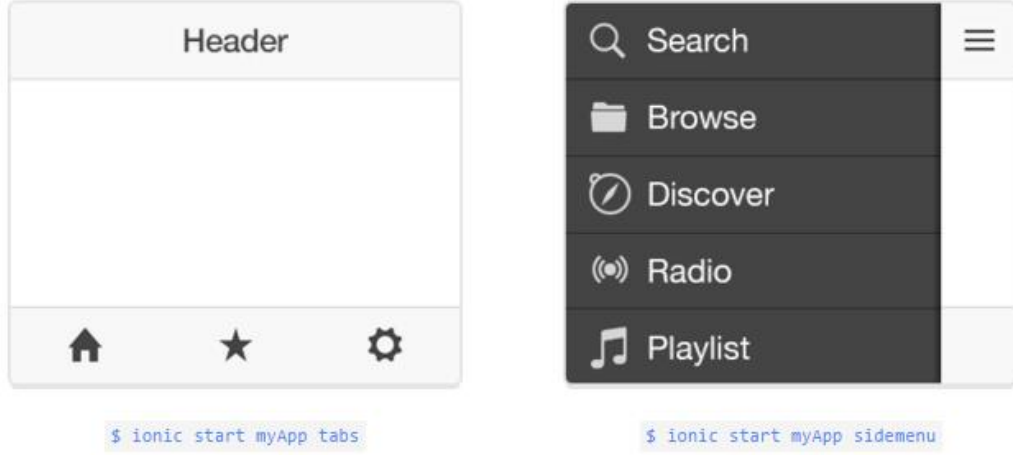 Header
$ ionic start myApp tabs
Search
Browse
Discover
Radio
Playlist
$ ionic start myApp sidemenu